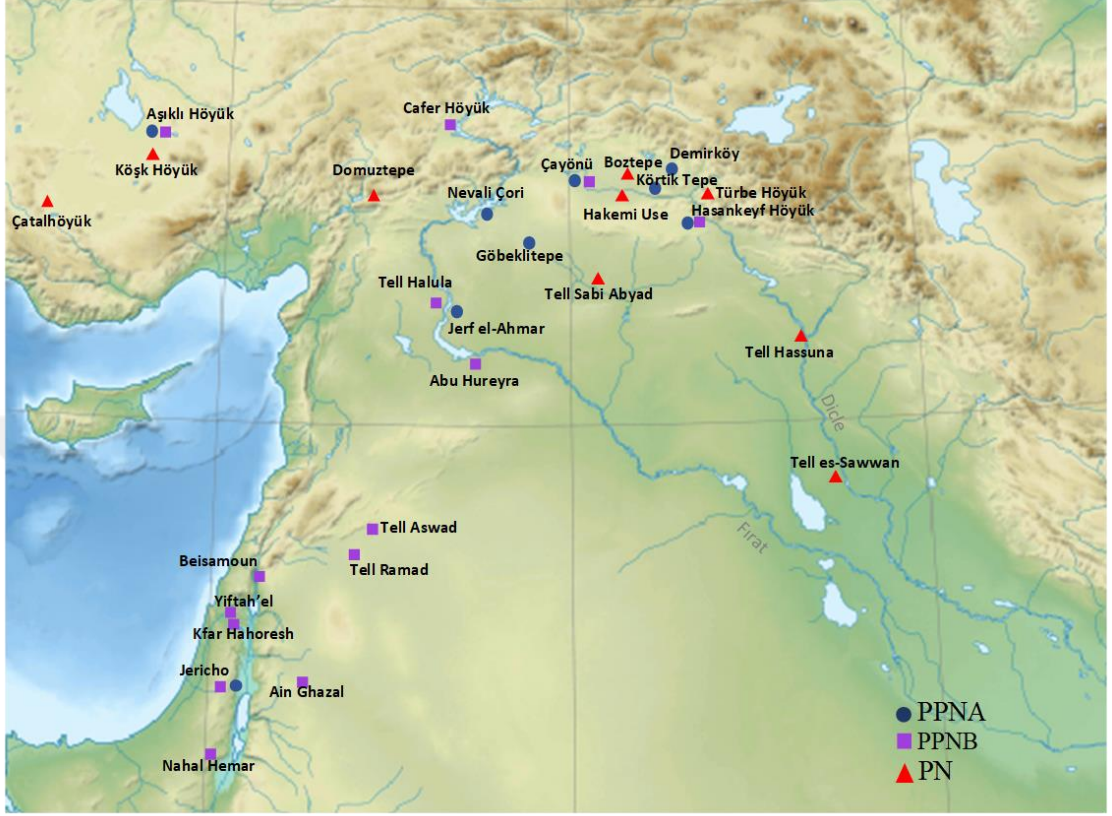 Cafer Höyük
Aşıklı Höyük
Köşk Höyük
Domuztepe
Çayönü
Boztepe
Demirköy
Körtik Tepe
Türbe Höyük
Nevali Çori
Hakemi Use
Hasankeyf Höyük
Çatalhöyük
Göbeklitepe
Tell Halula
Tell Sabi Abyad
Jerf el-Ahmar
Tell Hassuna
Abu Hureyra
Dicle
Tell es-Sawwan
Tell Aswad
Fırat
Beisamoun
Tell Ramad
Yiftah’el
Kfar Hahoresh
Jericho
Ain Ghazal
PPNA
PPNB
Nahal Hemar
PN